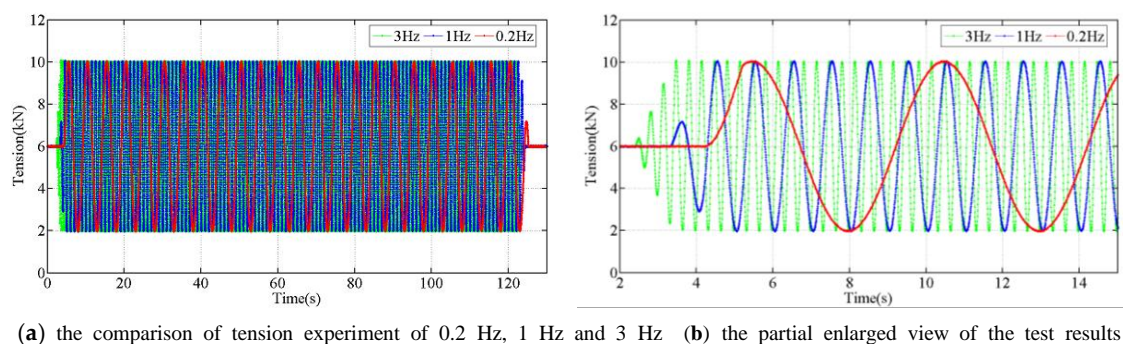 12
10
8
6
4
2
0
Tension(kN)
3Hz 1Hz 0.2Hz
0 20 40 60 80 100 120
Time(s)
12
10
8
6
4
2
0
Tension(kN)
3Hz 1Hz 0.2Hz
2 4 6 8 10 12 14
Time(s)
(a) the comparison of tension experiment of 0.2 Hz, 1 Hz and 3 Hz (b) the partial enlarged view of the test results